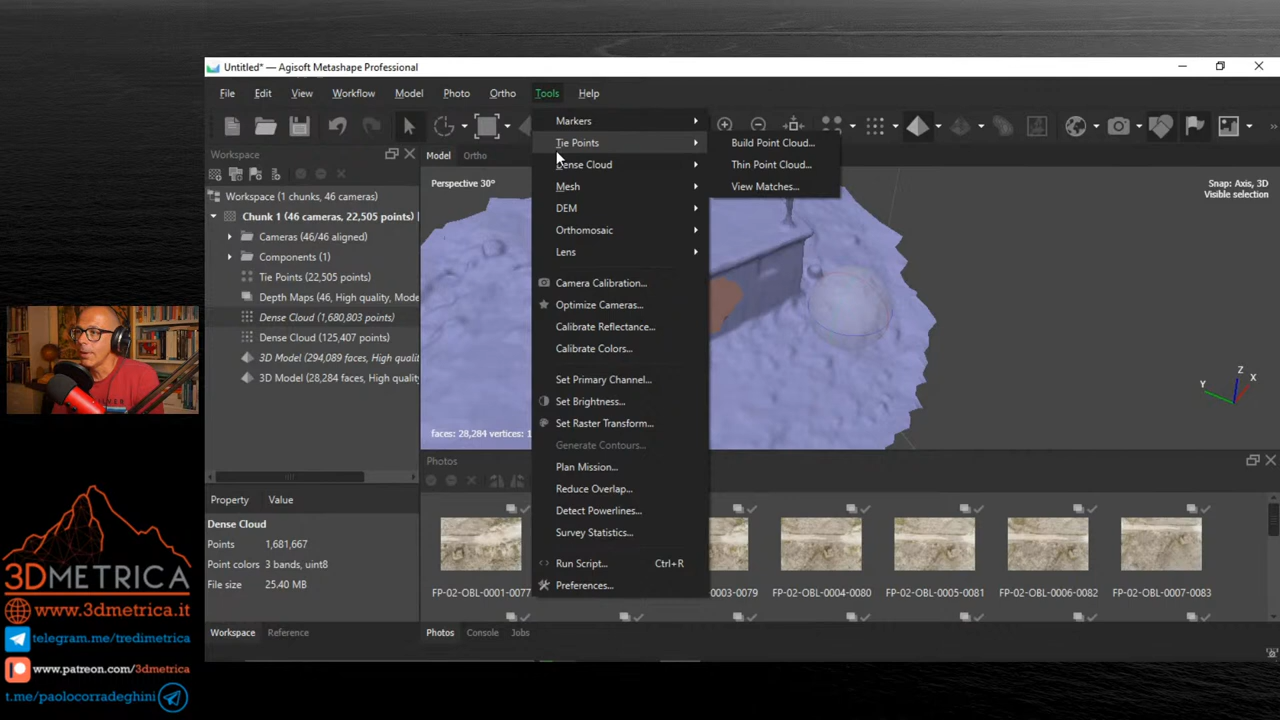 Untitled* — Agisoft Metashape Professional
File Edit View Workflow Model Photo Ortho Tools Help
Workspace
Workspace (1 chunks, 46 cameras)
Chunk 1 (46 cameras, 22,505 points)
Cameras (46/46 aligned)
Components (1)
Tie Points (22,505 points)
Depth Maps (46, High quality, Mode
Dense Cloud (1,680,803 points)
Dense Cloud (125,407 points)
3D Model (294,089 faces, High qualit
3D Model (28,284 faces, High quality
Property Value
Dense Cloud
Points 1,681,667
Point colors 3 bands, uint8
File size 25.40 MB
Workspace Reference
Model Ortho
Perspective 30°
Snap: Axis, 3D
Visible selection
faces: 28,284 vertices: 1
Z
X
Y
Markers
Tie Points
Dense Cloud
Mesh
DEM
Orthomosaic
Lens
Camera Calibration...
Optimize Cameras...
Calibrate Reflectance...
Calibrate Colors...
Set Primary Channel...
Set Brightness...
Set Raster Transform...
Generate Contours...
Plan Mission...
Reduce Overlap...
Detect Powerlines...
Survey Statistics...
Run Script... Ctrl+R
Preferences...
Build Point Cloud...
Thin Point Cloud...
View Matches...
Photos
FP-02-OBL-0001-0077
0003-0079
FP-02-OBL-0004-0080
FP-02-OBL-0005-0081
FP-02-OBL-0006-0082
FP-02-OBL-0007-0083
Photos Console Jobs
3DMETRICA
www.3dmetrica.it
telegram.me/tredimetrica
www.patreon.com/3dmetrica
t.me/paolocorradeghini